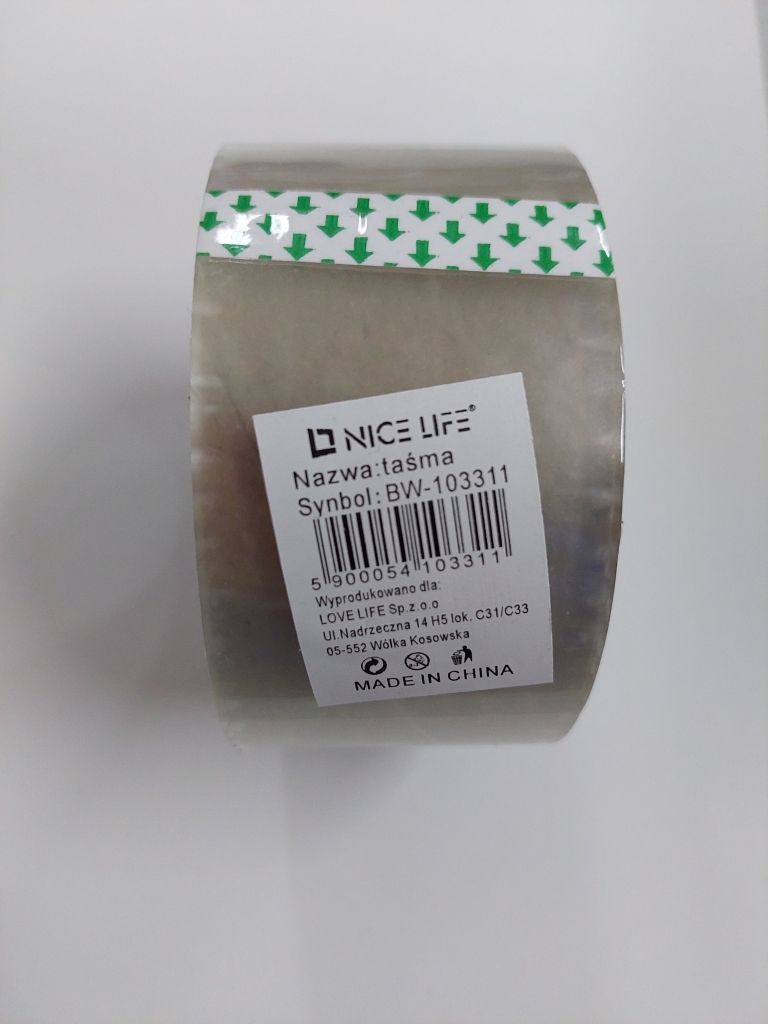 NICE LIFE®
Nazwa:taśma
Synbol:BW-103311
5 900054 103311
Wyprodukowano dla:
LOVE LIFE Sp.z.o.o
Ul.Nadrzeczna 14 H5 lok. C31/C33
05-552 Wólka Kosowska
MADE IN CHINA